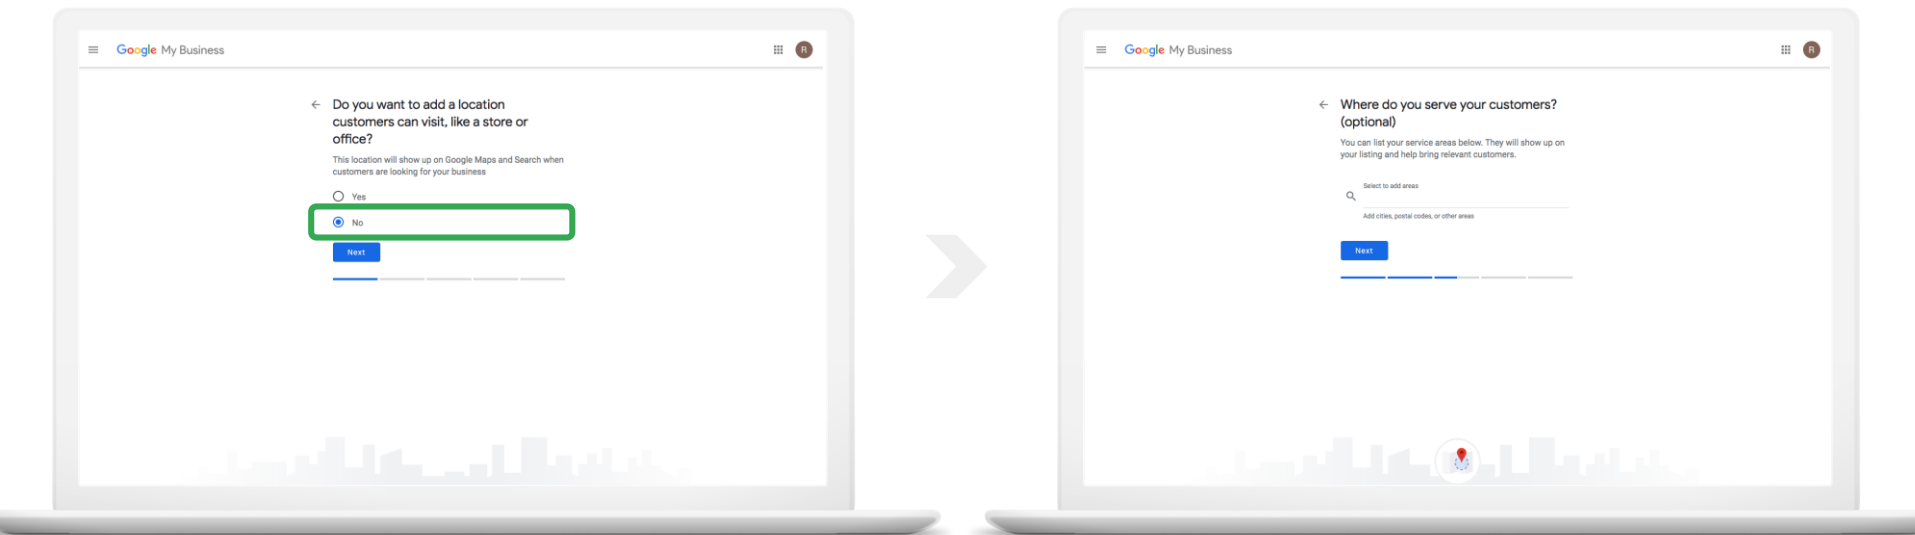 Google My Business
R
Do you want to add a location
customers can visit, like a store or
office?
This location will show up on Google Maps and Search when
customers are looking for your business
Yes
No
Next
Google My Business
R
Where do you serve your customers?
(optional)
You can list your service areas below. They will show up on
your listing and help bring relevant customers.
Select to add areas
Add cities, postal codes, or other areas
Next